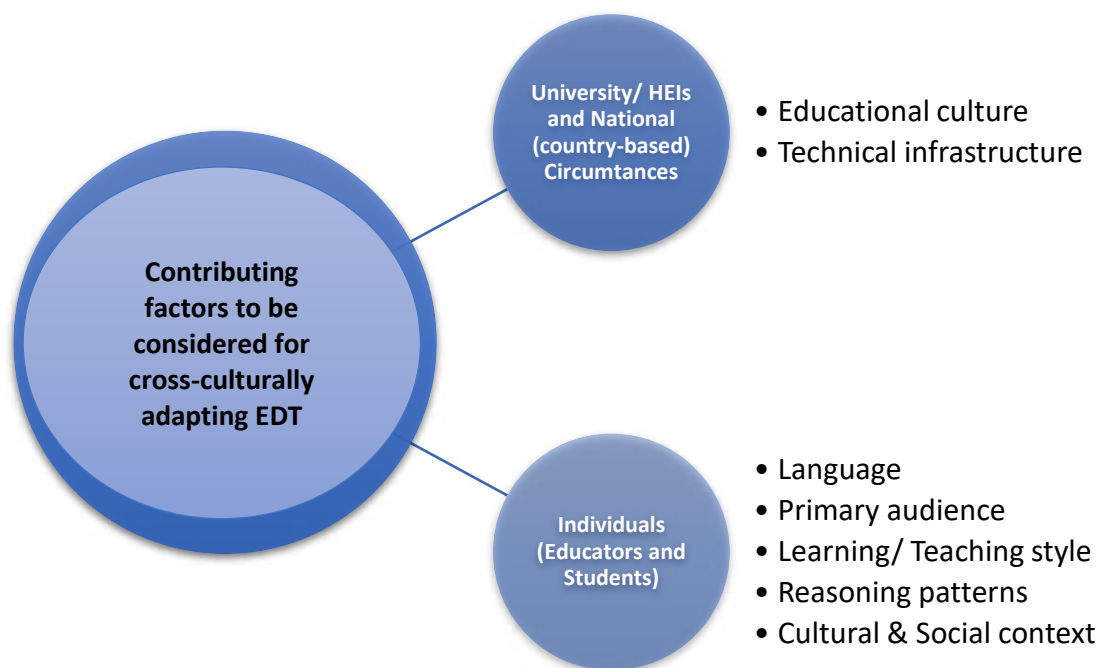 University/ HEIs
and National
(country-based)
Circumtances
• Educational culture
• Technical infrastructure
Contributing
factors to be
considered for
cross-culturally
adapting EDT
Individuals
(Educators and
Students)
• Language
• Primary audience
• Learning/ Teaching style
• Reasoning patterns
• Cultural & Social context